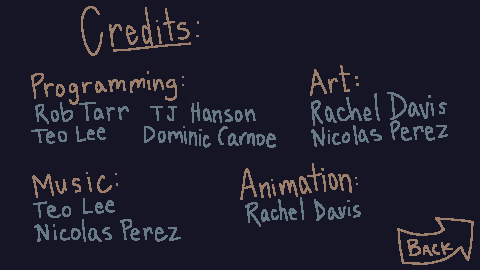 Credits:
Programming:
Rob Tarr TJ Hanson
Teo Lee Dominic Carnoe
Art:
Rachel Davis
Nicolas Perez
Music:
Teo Lee
Nicolas Perez
Animation:
Rachel Davis
BACK